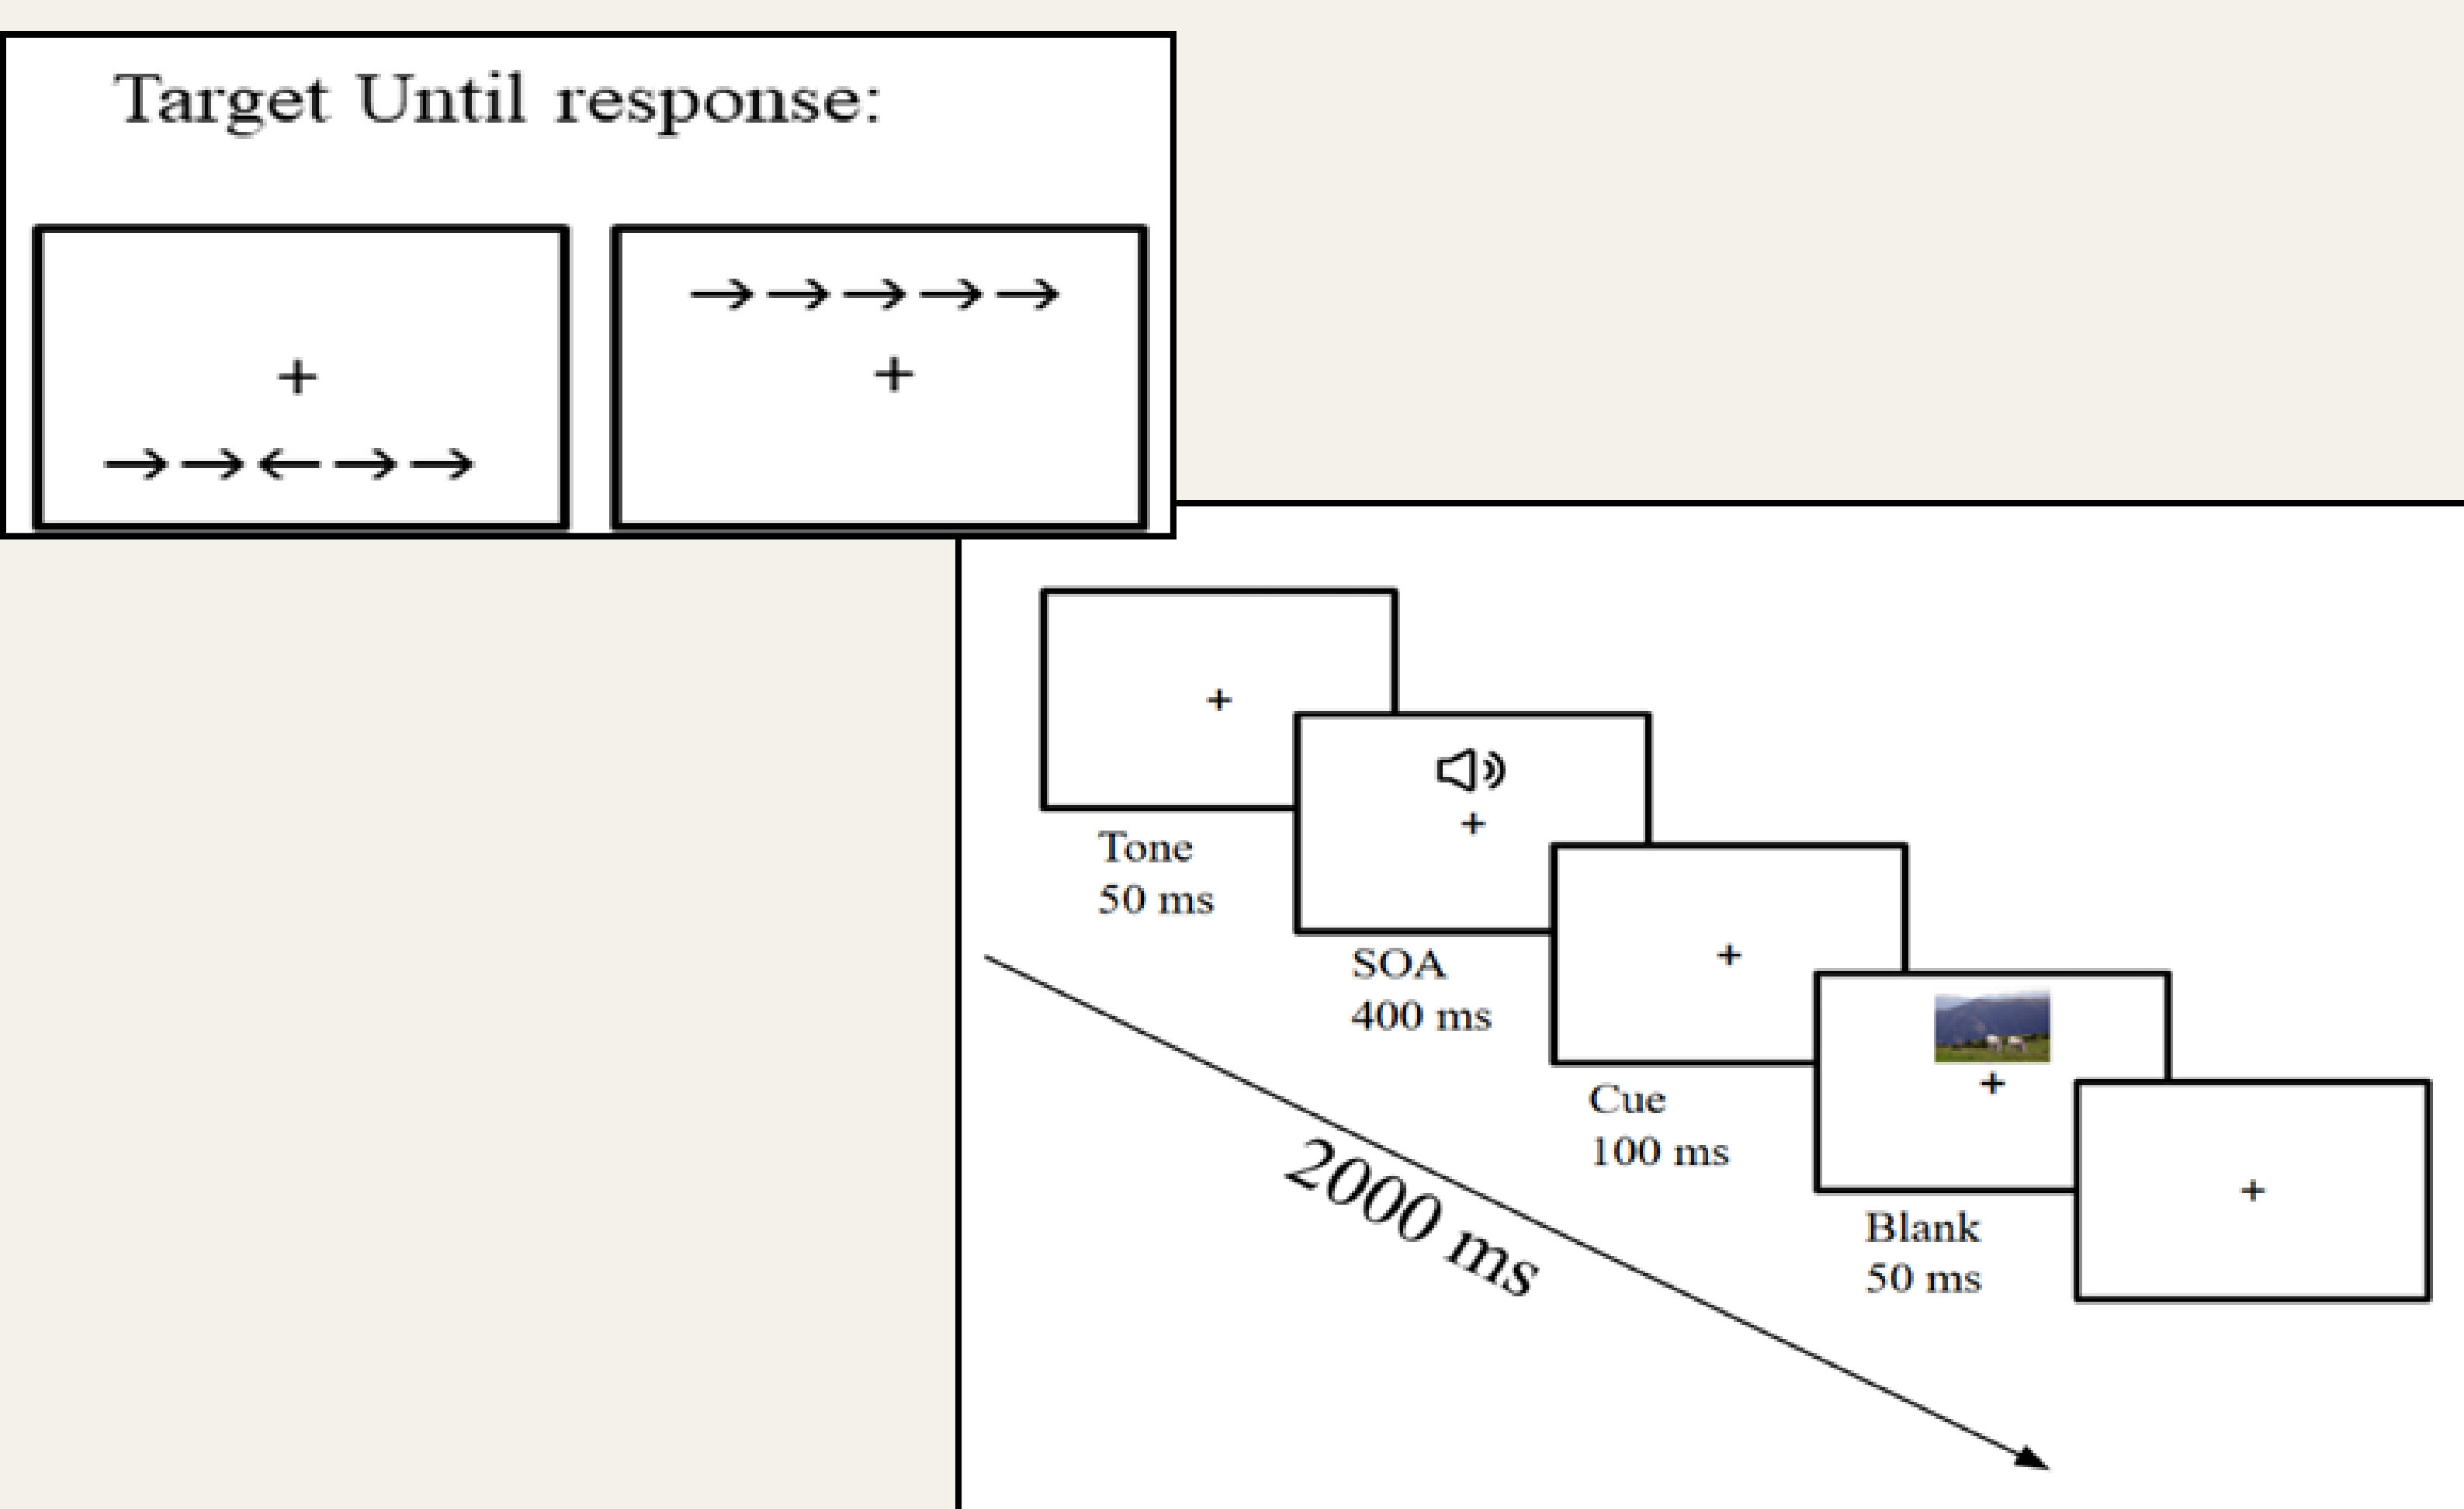 Target Until response:
Tone
50 ms
SOA
400 ms
Cue
100 ms
Blank
50 ms
2000 ms